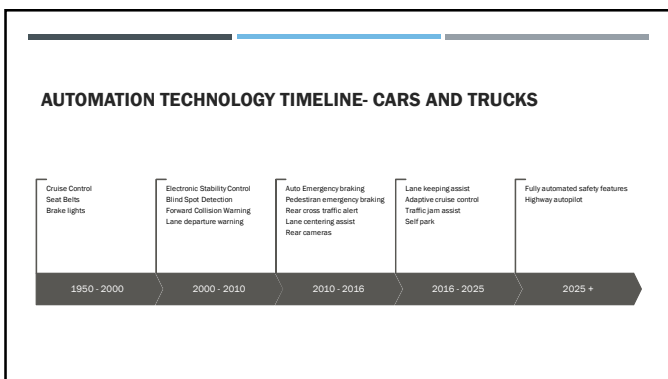 AUTOMATION TECHNOLOGY TIMELINE- CARS AND TRUCKS
Cruise Control
Seat Belts
Brake lights
Electronic Stability Control
Blind Spot Detection
Forward Collision Warning
Lane departure warning
Auto Emergency braking
Pedestiran emergency braking
Rear cross traffic alert
Lane centering assist
Rear cameras
Lane keeping assist
Adaptive cruise control
Traffic jam assist
Self park
Fully automated safety features
Highway autopilot
1950 - 2000
2000 - 2010
2010 - 2016
2016 - 2025
2025 +